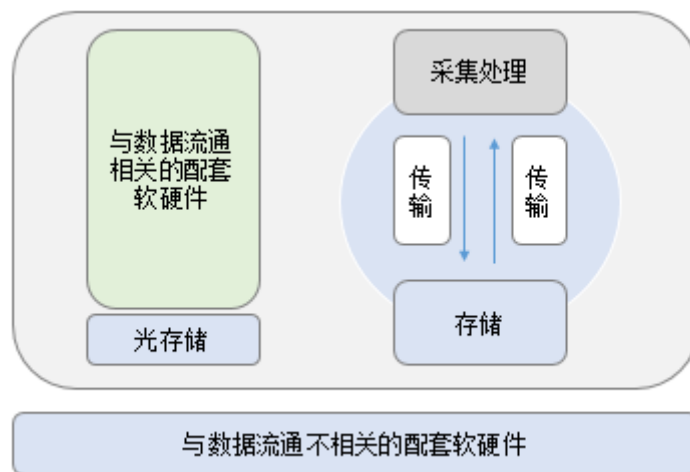 与数据流通
相关的配套
软硬件
光存储
采集处理
传
输
传
输
存储
与数据流通不相关的配套软硬件